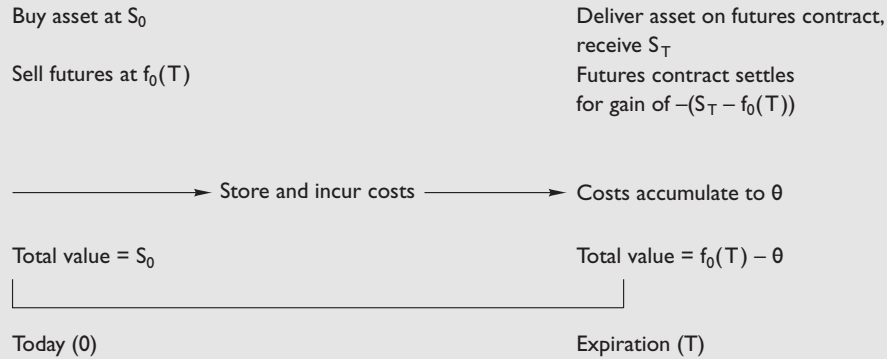 Buy asset at S₀
Deliver asset on futures contract,
receive S_T
Sell futures at f₀(T)
Futures contract settles
for gain of –(S_T – f₀(T))
Store and incur costs
Costs accumulate to θ
Total value = S₀
Total value = f₀(T) – θ
Today (0)
Expiration (T)